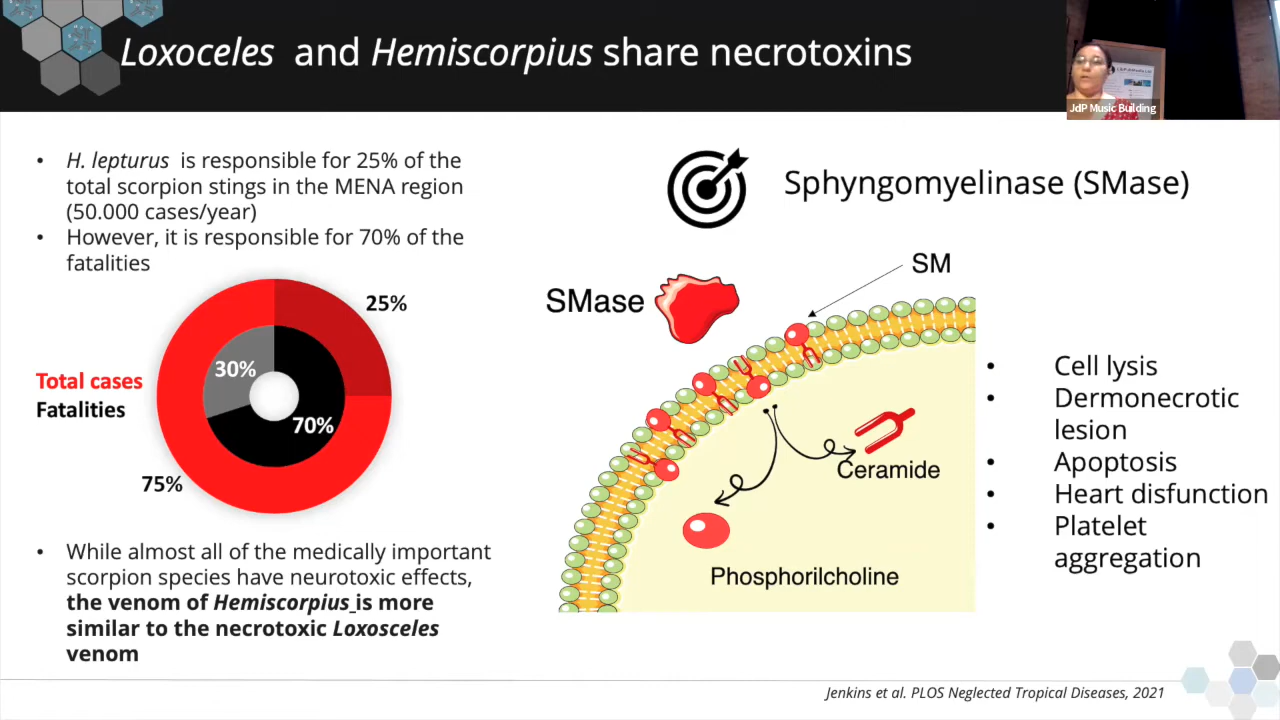 Loxoceles and Hemiscorpius share necrotoxins
JdP Music Building
• H. lepturus is responsible for 25% of the
total scorpion stings in the MENA region
(50.000 cases/year)
• However, it is responsible for 70% of the
fatalities
25%
30%
Total cases
Fatalities
70%
75%
• While almost all of the medically important
scorpion species have neurotoxic effects,
the venom of Hemiscorpius is more
similar to the necrotoxic Loxosceles
venom
Sphyngomyelinase (SMase)
SM
SMase
Ceramide
Phosphorilcholine
• Cell lysis
• Dermonecrotic
lesion
• Apoptosis
• Heart disfunction
• Platelet
aggregation
Jenkins et al. PLOS Neglected Tropical Diseases, 2021